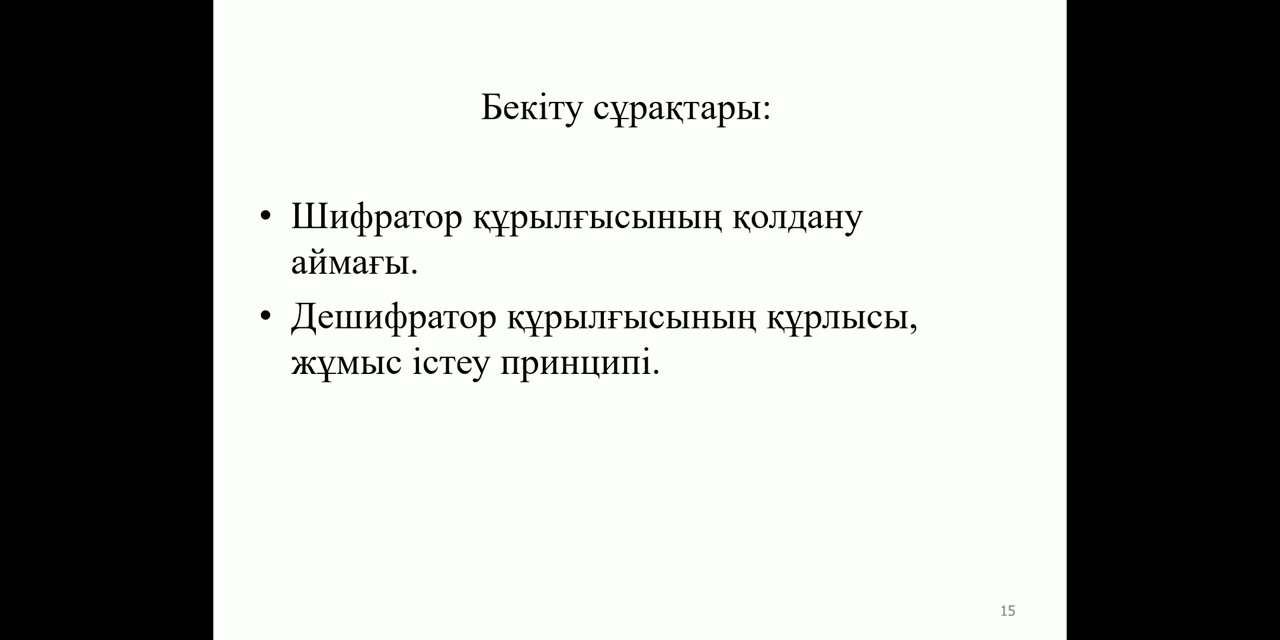 Бекіту сұрақтары:
• Шифратор құрылғысының қолдану
аймағы.
• Дешифратор құрылғысының құрлысы,
жұмыс істеу принципі.
15